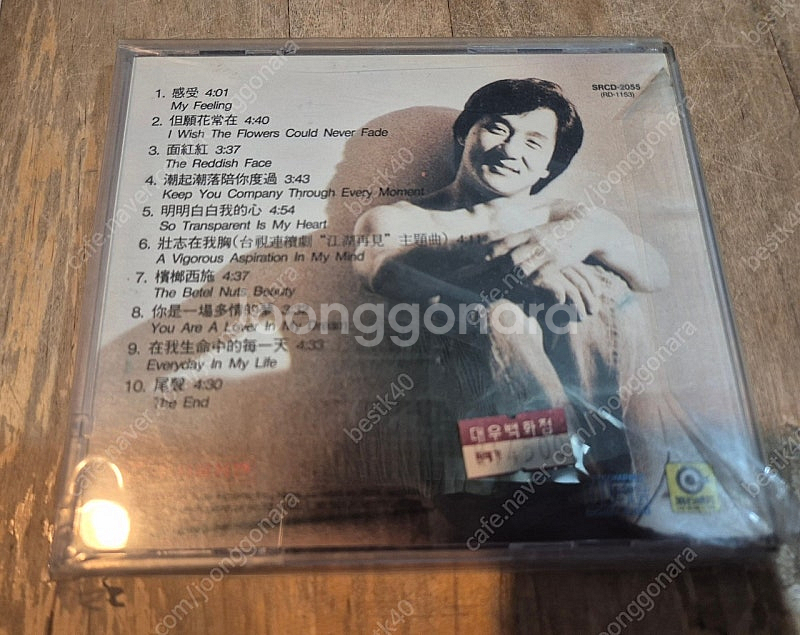 SRCD-2055
(RD-1153)
1. 感受 4:01
My Feeling
2. 但願花常在 4:40
I Wish The Flowers Could Never Fade
3. 面紅紅 3:37
The Reddish Face
4. 潮起潮落陪你度過 3:43
Keep You Company Through Every Moment
5. 明明白白我的心 4:54
So Transparent Is My Heart
6. 壯志在我胸(台視連續劇“江湖再見”主題曲)
A Vigorous Aspiration In My Mind
7. 檳榔西施 4:37
The Betel Nuts Beauty
8. 你是一場多情的
You Are A Lover In My Dream
9. 在我生命中的每一天 4:33
Everyday In My Life
10. 尾聲 4:30
The End
대우백화점
joonggonara
cafe.naver.com/joonggonara
bestk40